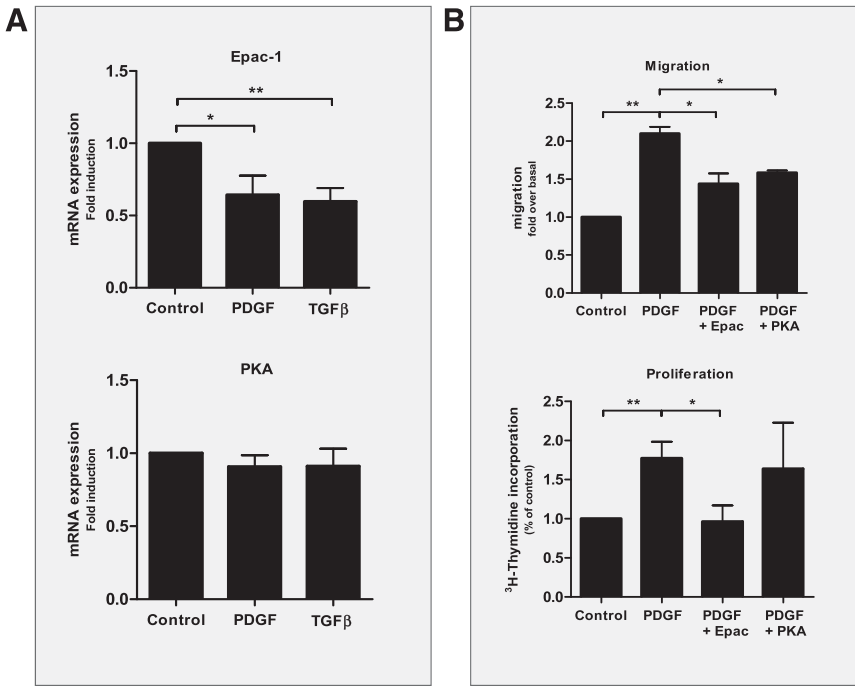 A
Epac-1
mRNA expression
Fold induction
1.5
1.0
0.5
0.0
**
*
Control
PDGF
TGFβ
PKA
mRNA expression
Fold induction
1.5
1.0
0.5
0.0
Control
PDGF
TGFβ
B
Migration
migration
fold over basal
2.5
2.0
1.5
1.0
0.5
0.0
*
**
*
Control
PDGF
PDGF
+ Epac
PDGF
+ PKA
Proliferation
³H-Thymidine incorporation
(% of control)
2.5
2.0
1.5
1.0
0.5
0.0
**
*
Control
PDGF
PDGF
+ Epac
PDGF
+ PKA